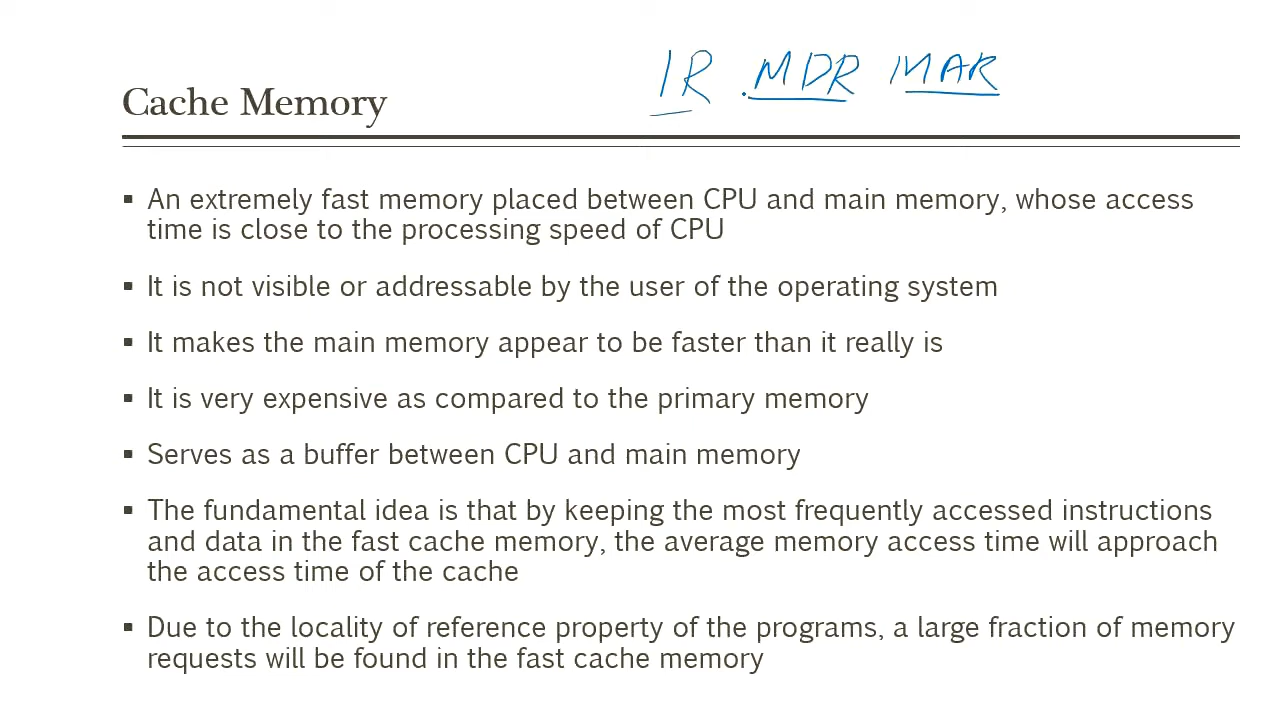 IR MDR MAR
Cache Memory
▪ An extremely fast memory placed between CPU and main memory, whose access
time is close to the processing speed of CPU
▪ It is not visible or addressable by the user of the operating system
▪ It makes the main memory appear to be faster than it really is
▪ It is very expensive as compared to the primary memory
▪ Serves as a buffer between CPU and main memory
▪ The fundamental idea is that by keeping the most frequently accessed instructions
and data in the fast cache memory, the average memory access time will approach
the access time of the cache
▪ Due to the locality of reference property of the programs, a large fraction of memory
requests will be found in the fast cache memory